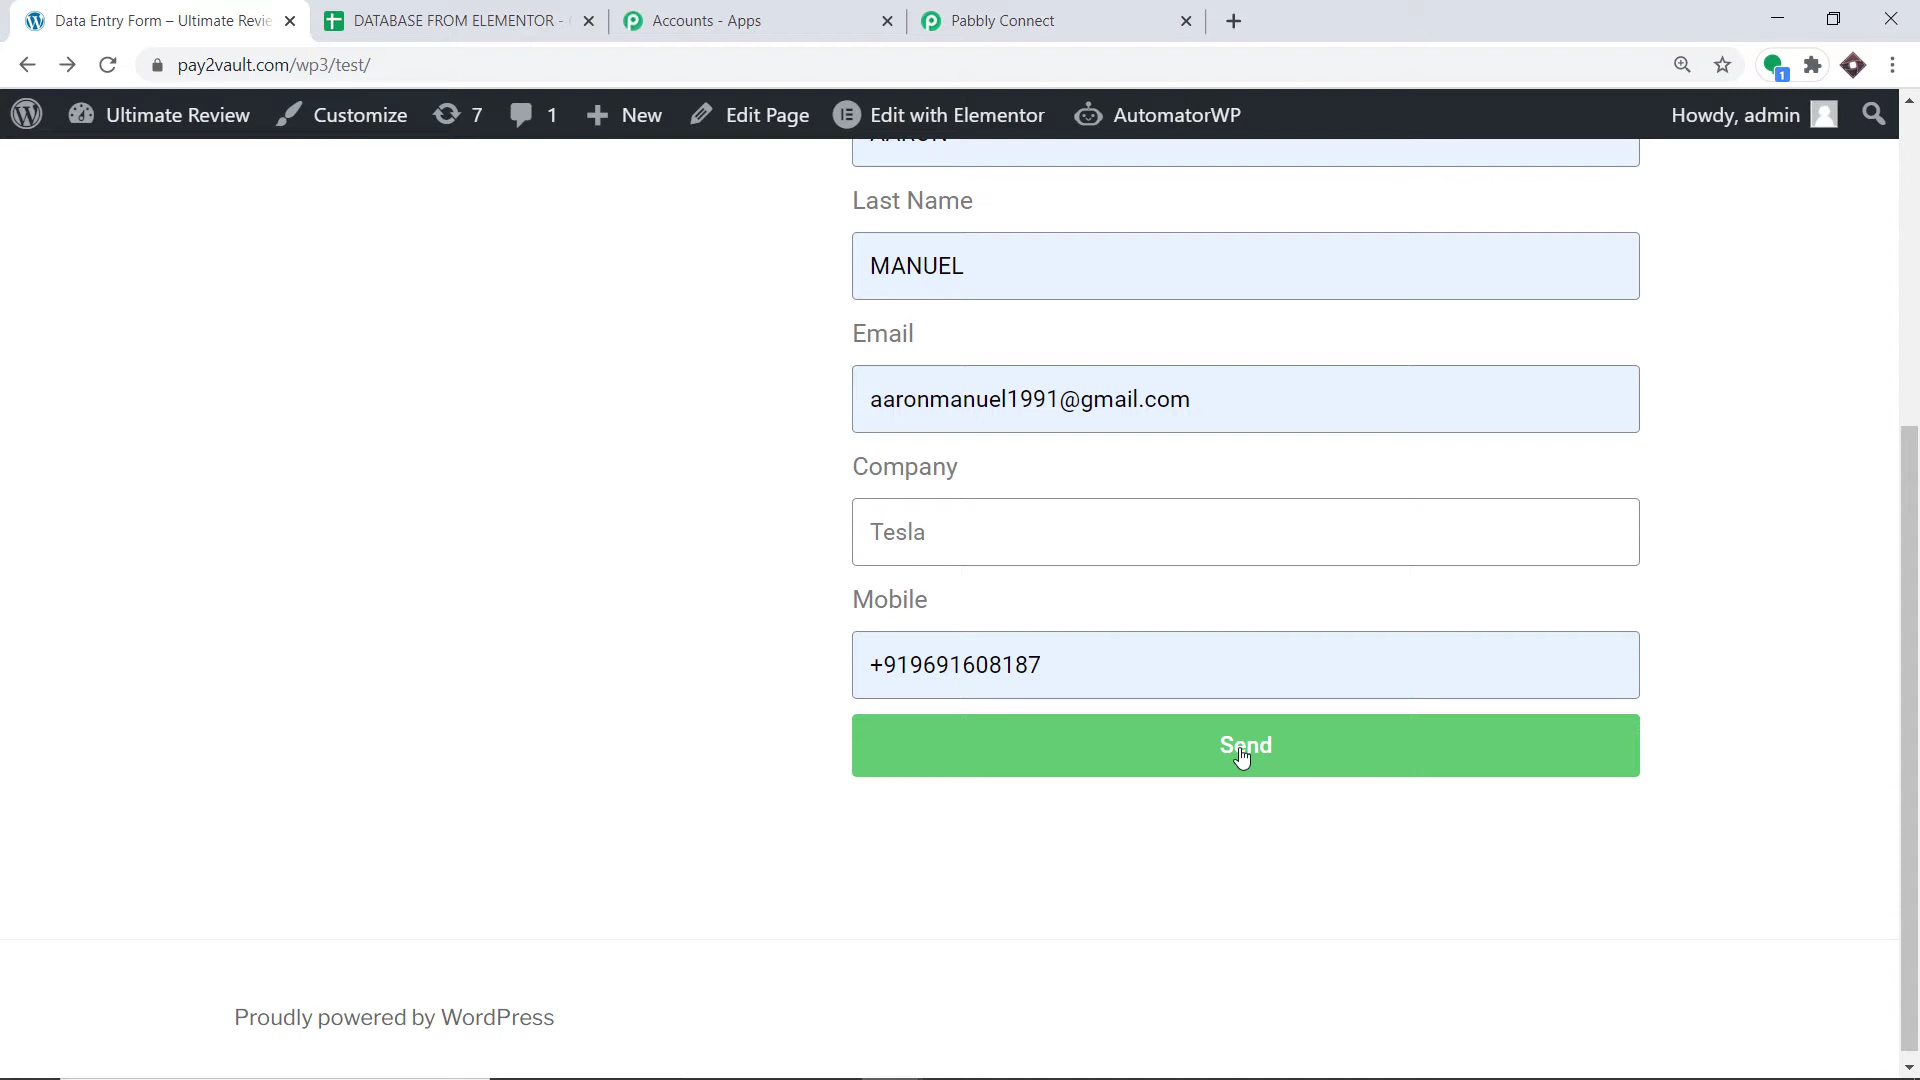 Data Entry Form – Ultimate Revie
DATABASE FROM ELEMENTOR -
Accounts - Apps
Pabbly Connect
pay2vault.com/wp3/test/
1
Ultimate Review
Customize
7
1
New
Edit Page
Edit with Elementor
AutomatorWP
Howdy, admin
AARON
Last Name
MANUEL
Email
aaronmanuel1991@gmail.com
Company
Tesla
Mobile
+919691608187
Send
Proudly powered by WordPress